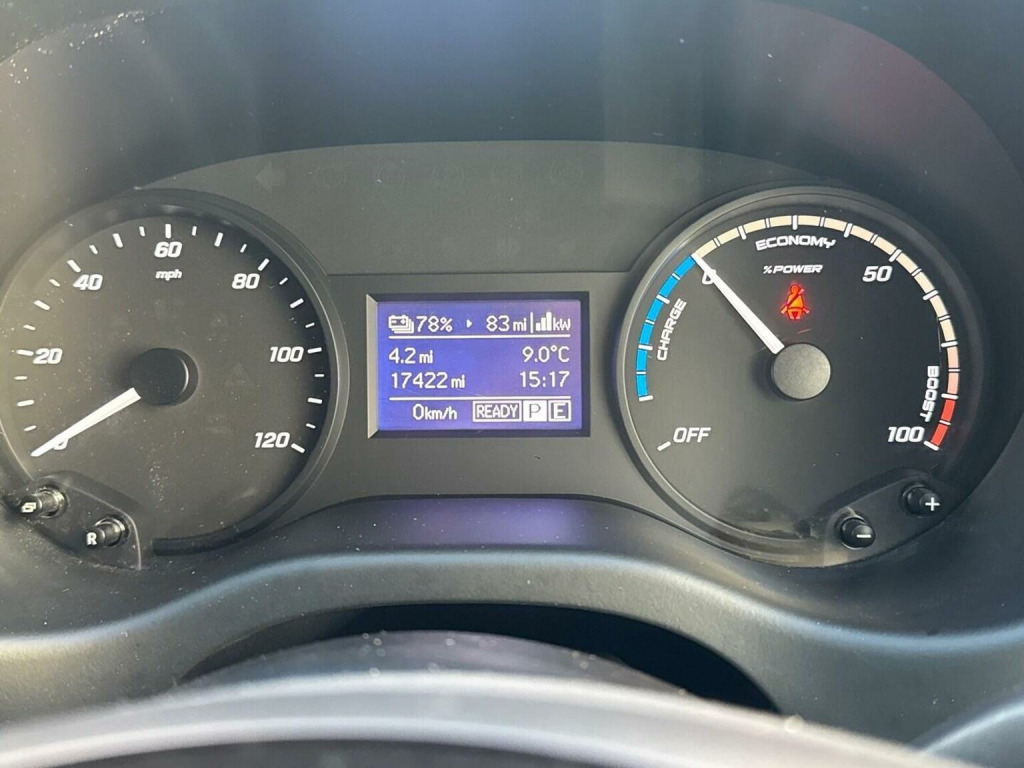 60
mph
40
80
20
100
0
120
R
78% 83 mi kW
4.2 mi 9.0°C
17422 mi 15:17
0km/h READY P E
ECONOMY
% POWER
0
50
CHARGE
BOOST
OFF
100
+
−